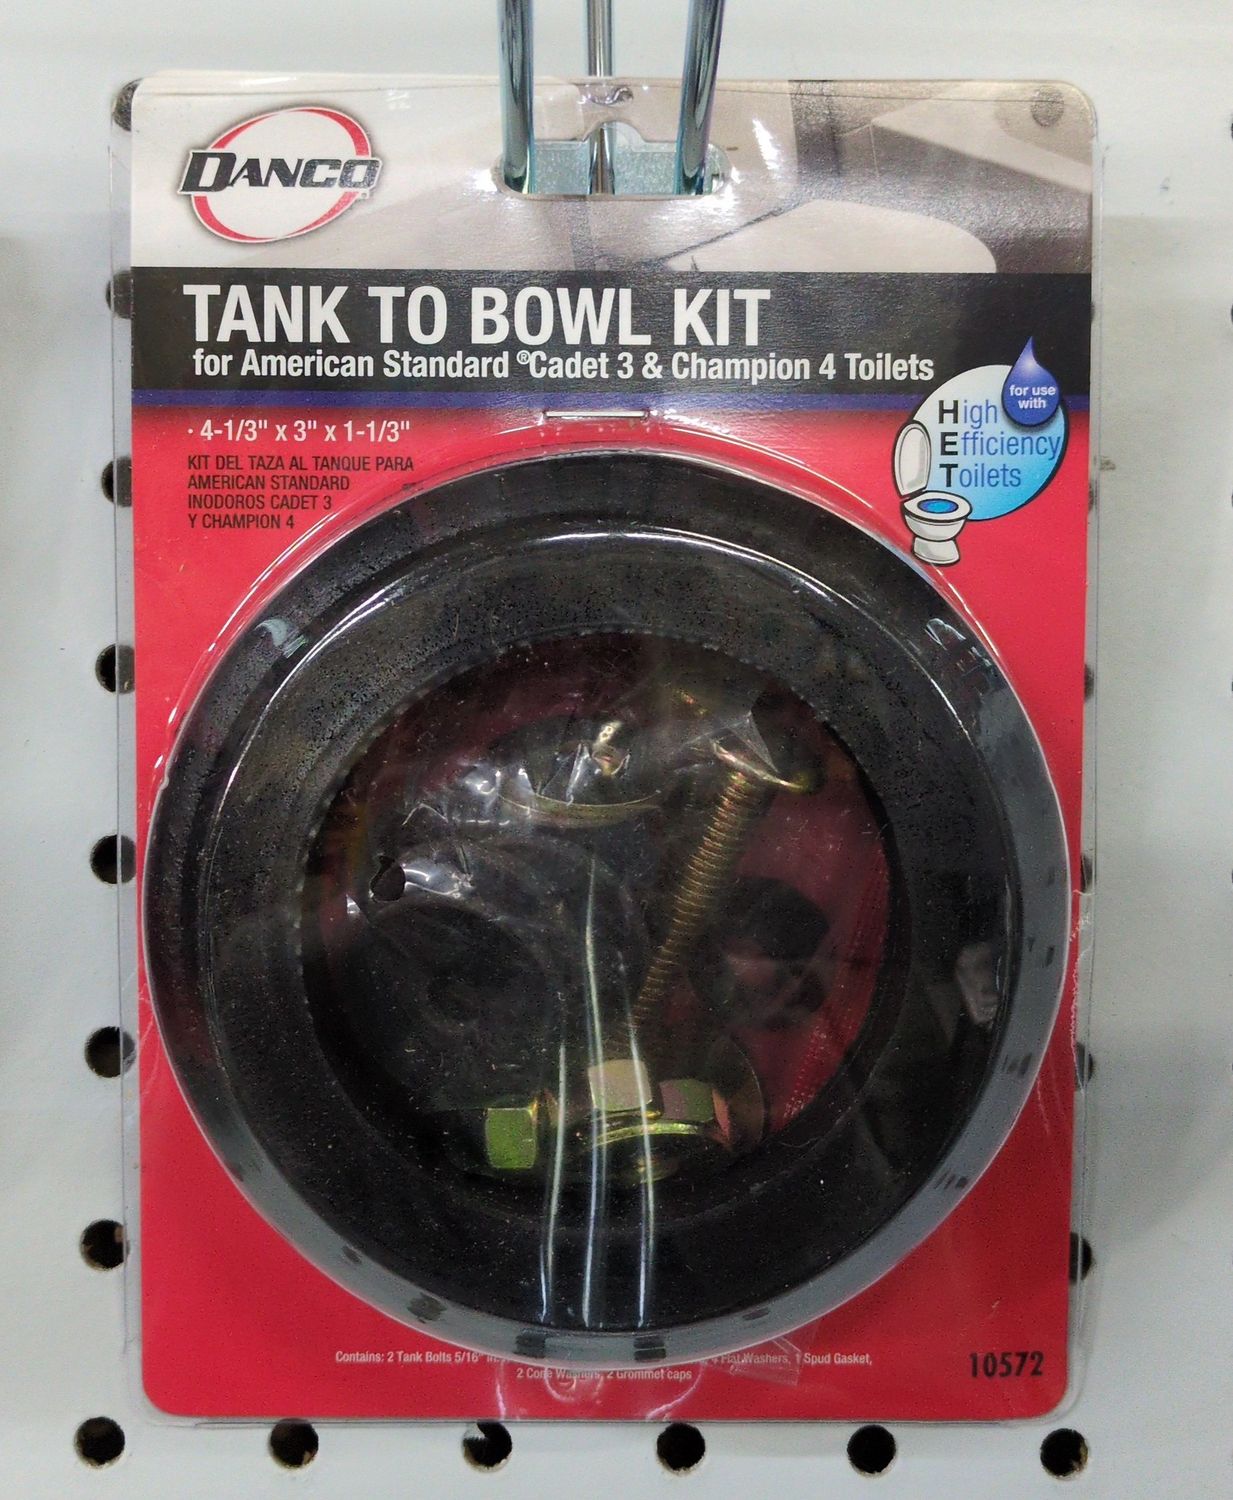 DANCO
TANK TO BOWL KIT
for American Standard ®Cadet 3 & Champion 4 Toilets
for use
with
High
Efficiency
Toilets
· 4-1/3" x 3" x 1-1/3"
KIT DEL TAZA AL TANQUE PARA
AMERICAN STANDARD
INODOROS CADET 3
Y CHAMPION 4
Contains: 2 Tank Bolts 5/16" Flat Washers, 1 Spud Gasket,
2 Cone Washers, 2 Grommet caps
10572